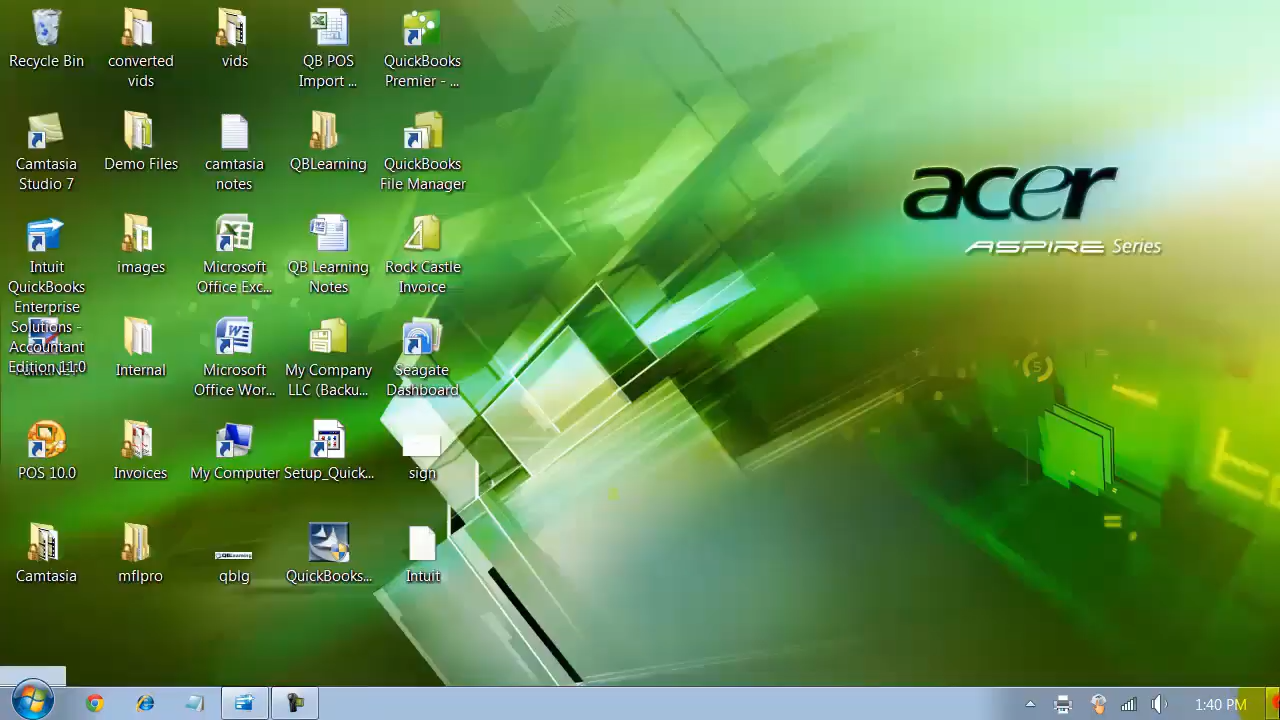 Recycle Bin
converted
vids
vids
QB POS
Import ...
QuickBooks
Premier - ...
Camtasia
Studio 7
Demo Files
camtasia
notes
QBLearning
QuickBooks
File Manager
Intuit
QuickBooks
Enterprise
Solutions -
Accountant
Edition 11.0
images
Microsoft
Office Exc...
QB Learning
Notes
Rock Castle
Invoice
Internal
Microsoft
Office Wor...
My Company
LLC (Backu...
Seagate
Dashboard
POS 10.0
Invoices
My Computer
Setup_Quick...
sign
Camtasia
mflpro
qblg
QuickBooks...
Intuit
acer
ASPIRE Series
1:40 PM